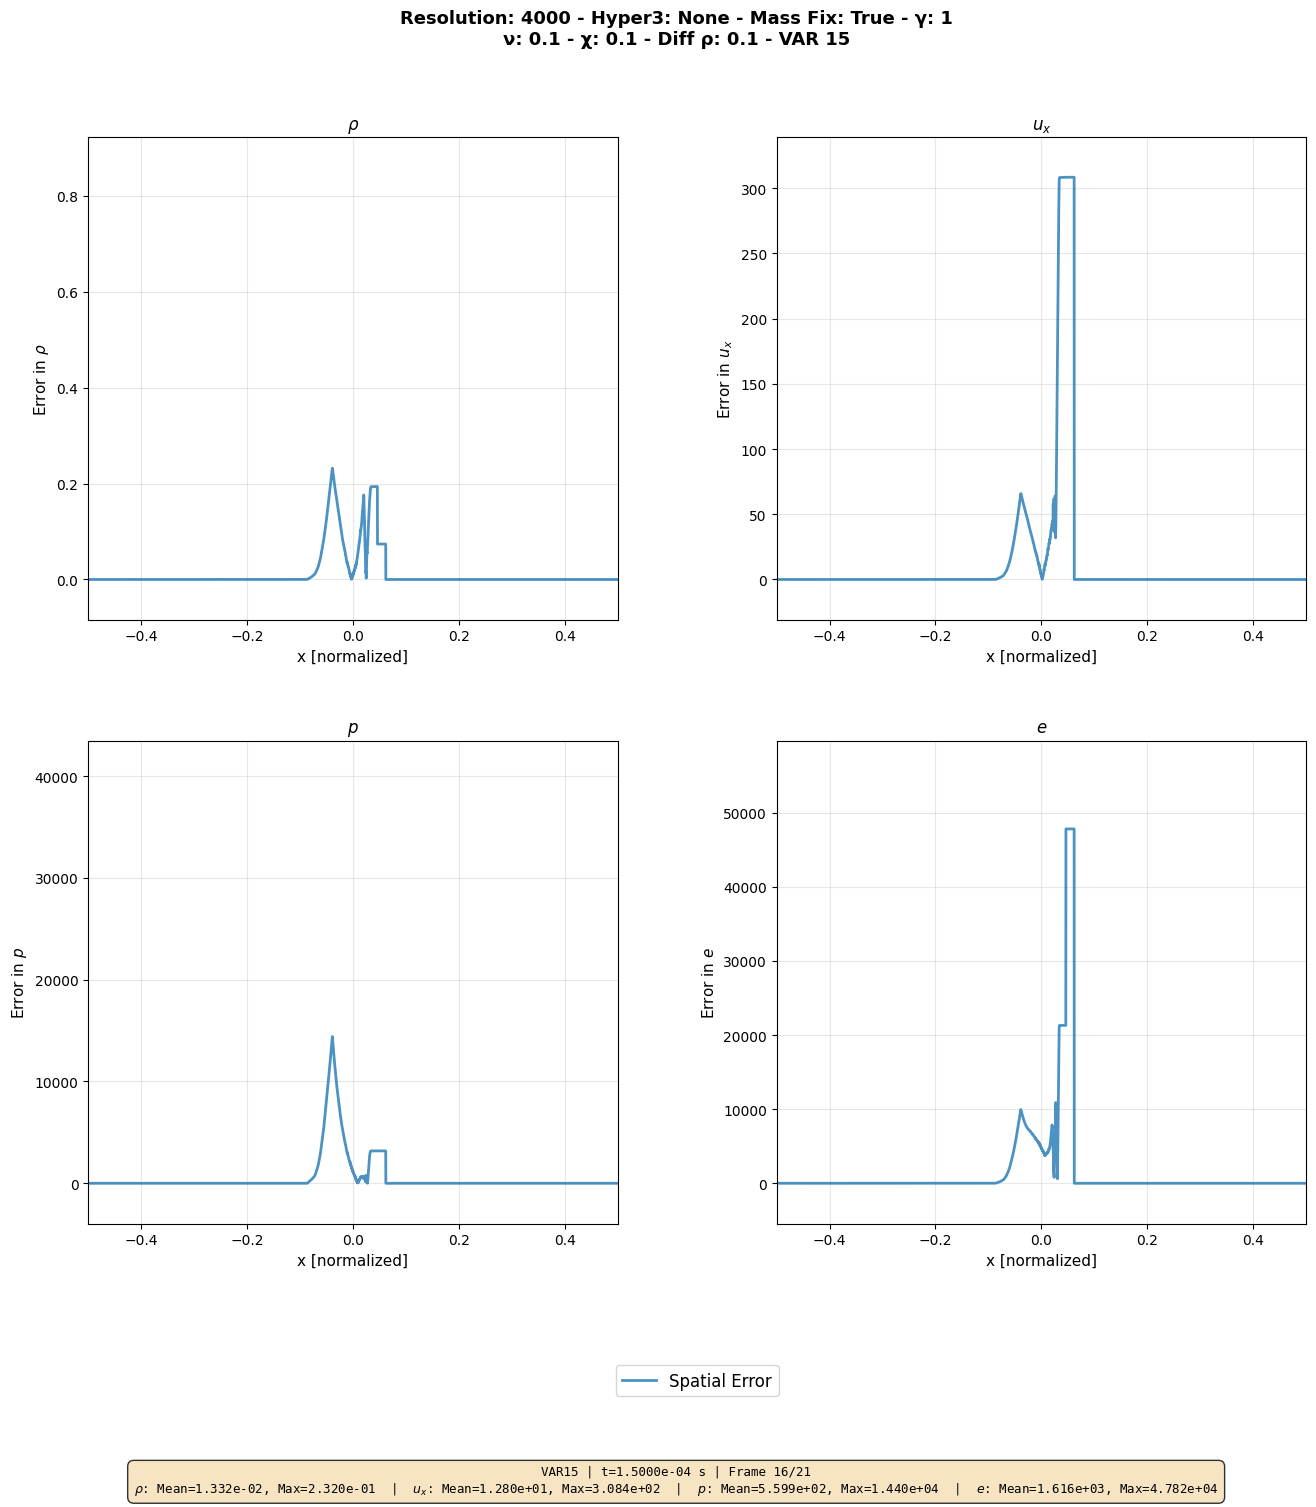 Resolution: 4000 - Hyper3: None - Mass Fix: True - γ: 1
ν: 0.1 - χ: 0.1 - Diff ρ: 0.1 - VAR 15
ρ
Error in ρ
0.8
0.6
0.4
0.2
0.0
−0.4 −0.2 0.0 0.2 0.4
x [normalized]
u_x
Error in u_x
300
250
200
150
100
50
0
−0.4 −0.2 0.0 0.2 0.4
x [normalized]
p
Error in p
40000
30000
20000
10000
0
−0.4 −0.2 0.0 0.2 0.4
x [normalized]
e
Error in e
50000
40000
30000
20000
10000
0
−0.4 −0.2 0.0 0.2 0.4
x [normalized]
Spatial Error
VAR15 | t=1.5000e-04 s | Frame 16/21
ρ: Mean=1.332e-02, Max=2.320e-01 | u_x: Mean=1.280e+01, Max=3.084e+02 | p: Mean=5.599e+02, Max=1.440e+04 | e: Mean=1.616e+03, Max=4.782e+04